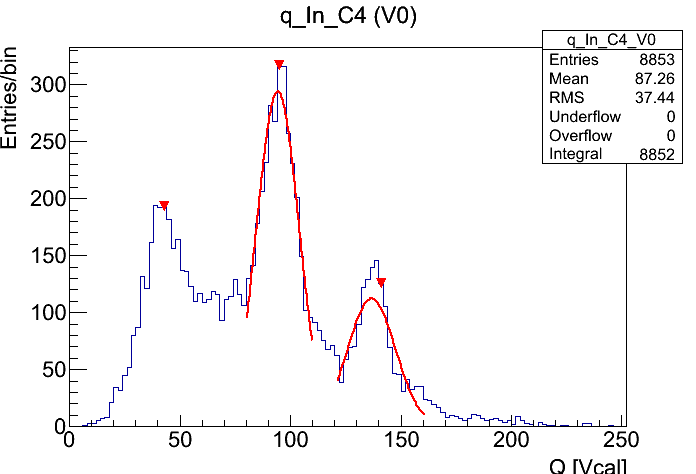 q_In_C4 (V0)
q_In_C4_V0
Entries 8853
Mean 87.26
RMS 37.44
Underflow 0
Overflow 0
Integral 8852
Entries/bin
300
250
200
150
100
50
0
0 50 100 150 200 250
Q [Vcal]